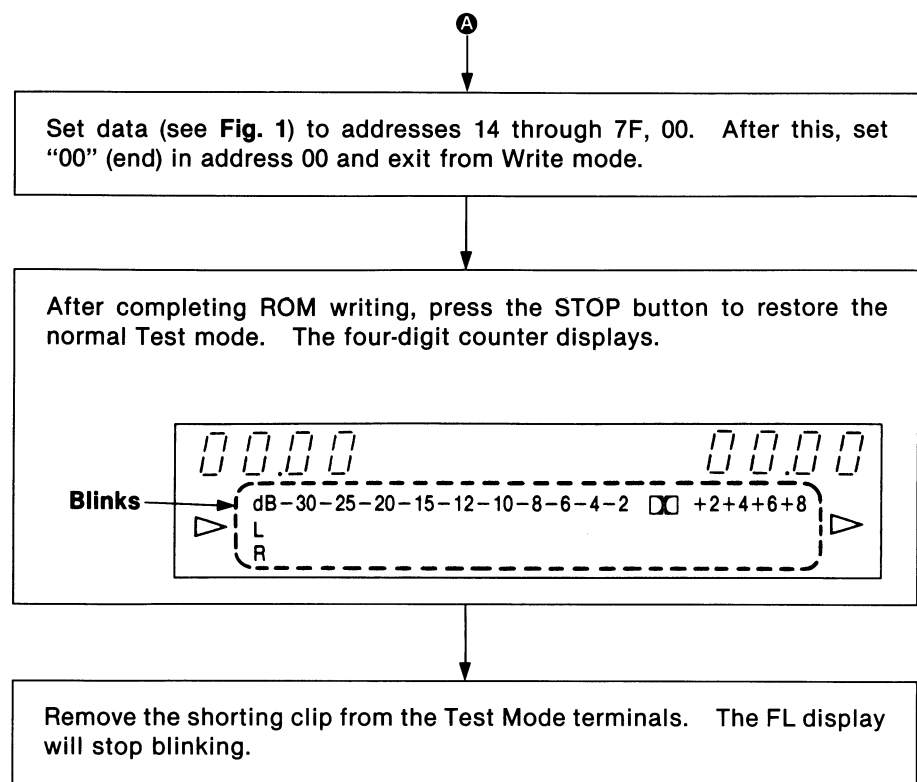 A
Set data (see Fig. 1) to addresses 14 through 7F, 00. After this, set
"00" (end) in address 00 and exit from Write mode.
After completing ROM writing, press the STOP button to restore the
normal Test mode. The four-digit counter displays.
00.00 00.00
Blinks
dB-30-25-20-15-12-10-8-6-4-2 +2+4+6+8
L
R
Remove the shorting clip from the Test Mode terminals. The FL display
will stop blinking.